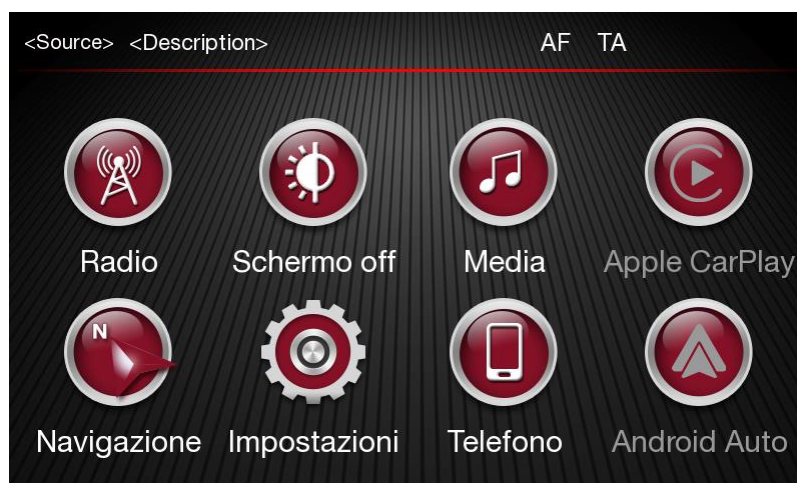 <Source> <Description> AF TA
Radio Schermo off Media Apple CarPlay
N
Navigazione Impostazioni Telefono Android Auto